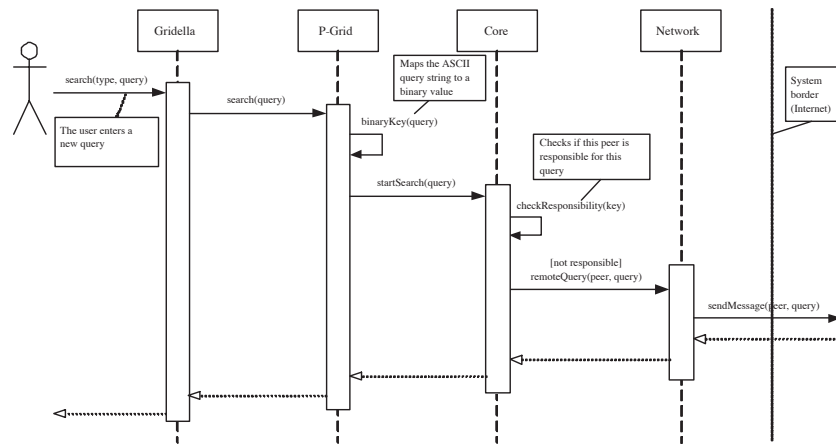 Gridella
P-Grid
Core
Network
Maps the ASCII
query string to a
binary value
System
border
(Internet)
search(type, query)
search(query)
binaryKey(query)
The user enters a
new query
Checks if this peer is
responsible for this
query
startSearch(query)
checkResponsibility(key)
[not responsible]
remoteQuery(peer, query)
sendMessage(peer, query)